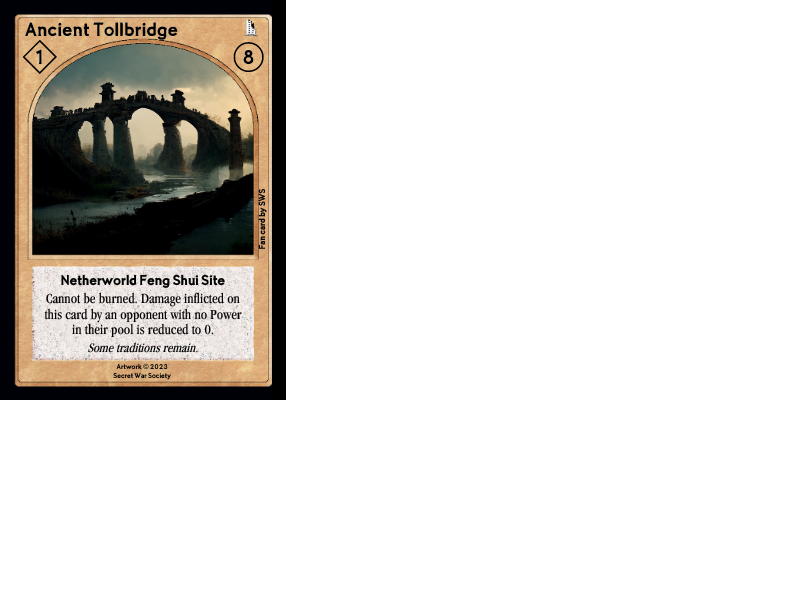 Ancient Tollbridge
1
8
Fan card by SWS
Netherworld Feng Shui Site
Cannot be burned. Damage inflicted on
this card by an opponent with no Power
in their pool is reduced to 0.
Some traditions remain.
Artwork © 2023
Secret War Society